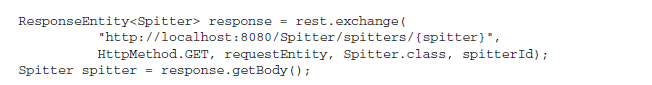 ResponseEntity<Spitter> response = rest.exchange(
"http://localhost:8080/Spitter/spitters/{spitter}",
HttpMethod.GET, requestEntity, Spitter.class, spitterId);
Spitter spitter = response.getBody();